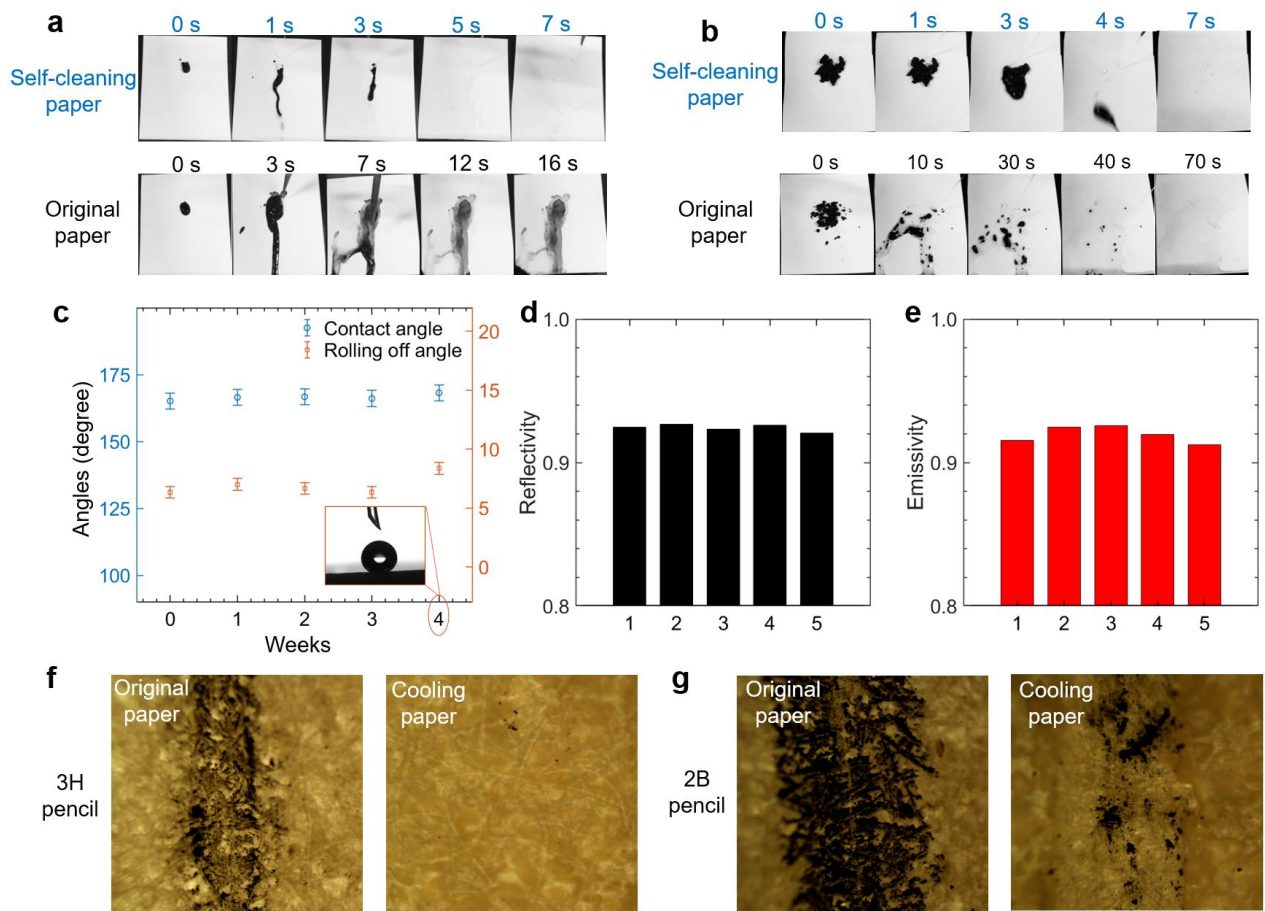 a
0 s 1 s 3 s 5 s 7 s
Self-cleaning
paper
0 s 3 s 7 s 12 s 16 s
Original
paper
b
0 s 1 s 3 s 4 s 7 s
Self-cleaning
paper
0 s 10 s 30 s 40 s 70 s
Original
paper
c
Contact angle
Rolling off angle
Angles (degree)
175
150
125
100
20
15
10
5
0
0 1 2 3 4
Weeks
d
Reflectivity
1.0
0.9
0.8
1 2 3 4 5
e
Emissivity
1.0
0.9
0.8
1 2 3 4 5
f
3H
pencil
Original
paper
Cooling
paper
g
2B
pencil
Original
paper
Cooling
paper